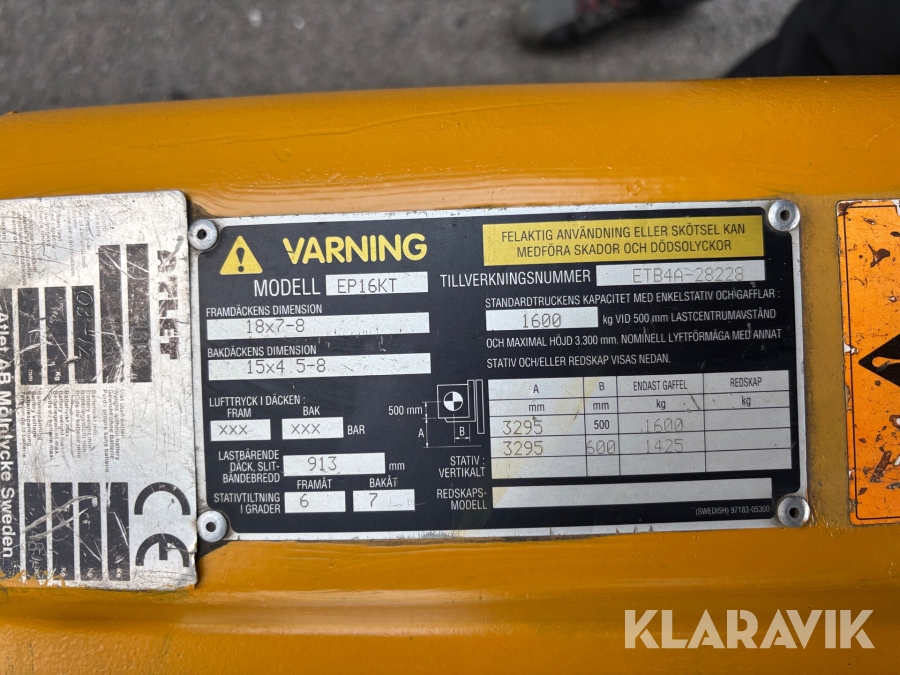 VARNING
FELAKTIG ANVÄNDNING ELLER SKÖTSEL KAN
MEDFÖRA SKADOR OCH DÖDSOLYCKOR
MODELL EP16KT
TILLVERKNINGSNUMMER ETB4A-28228
FRAMDÄCKENS DIMENSION
18x7-8
BAKDÄCKENS DIMENSION
15x4.5-8
STANDARDTRUCKENS KAPACITET MED ENKELSTATIV OCH GAFFLAR :
1600 kg VID 500 mm LASTCENTRUMAVSTÅND
OCH MAXIMAL HÖJD 3.300 mm. NOMINELL LYFTFÖRMÅGA MED ANNAT
STATIV OCH/ELLER REDSKAP VISAS NEDAN.
LUFTTRYCK I DÄCKEN :
FRAM BAK
xxx xxx BAR
LASTBÄRENDE
DÄCK, SLIT-
BANDEBREDD 913 mm
FRAMÅT BAKÅT
STATIVTILTNING
I GRADER 6 7
500 mm
A
B
STATIV :
VERTIKALT
REDSKAPS-
MODELL
A B ENDAST GAFFEL REDSKAP
mm mm kg kg
3295 500 1600
3295 600 1425
(SWEDISH) 97183-05300
Atlet AB Mölnlycke Sweden
ATLET
CE
KLARAVIK